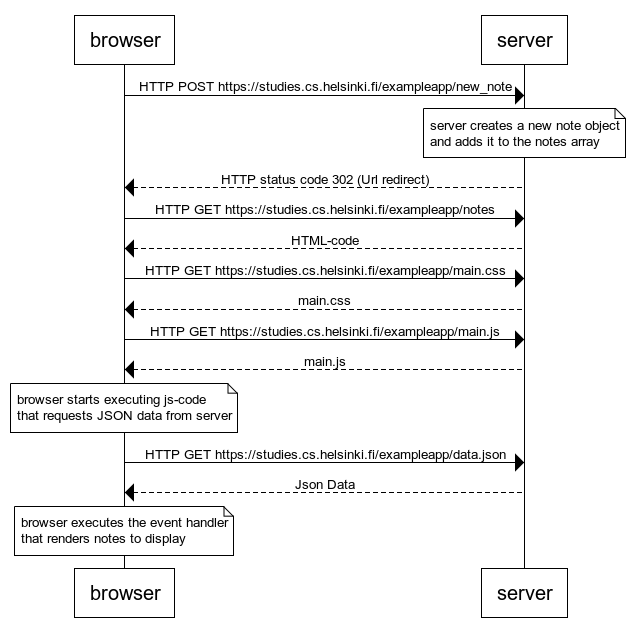 browser
server
HTTP POST https://studies.cs.helsinki.fi/exampleapp/new_note
server creates a new note object
and adds it to the notes array
HTTP status code 302 (Url redirect)
HTTP GET https://studies.cs.helsinki.fi/exampleapp/notes
HTML-code
HTTP GET https://studies.cs.helsinki.fi/exampleapp/main.css
main.css
HTTP GET https://studies.cs.helsinki.fi/exampleapp/main.js
main.js
browser starts executing js-code
that requests JSON data from server
HTTP GET https://studies.cs.helsinki.fi/exampleapp/data.json
Json Data
browser executes the event handler
that renders notes to display
browser
server